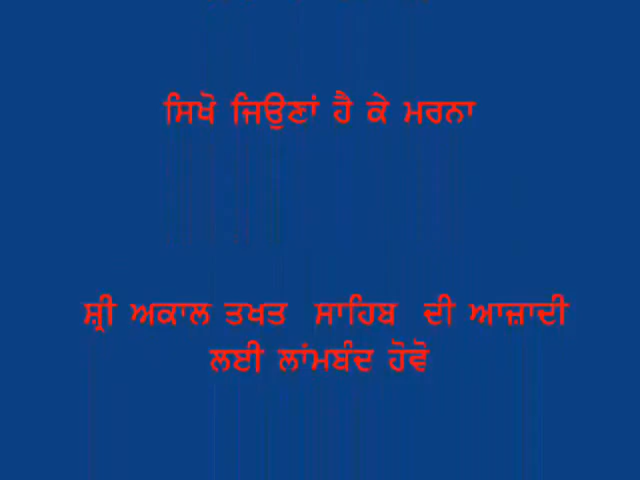 ਸਿਖੋ ਜਿਉਣਾਂ ਹੈ ਕੇ ਮਰਨਾ
ਸ਼੍ਰੀ ਅਕਾਲ ਤਖਤ ਸਾਹਿਬ ਦੀ ਆਜ਼ਾਦੀ
ਲਈ ਲਾਂਮਬੰਦ ਹੋਵੋ